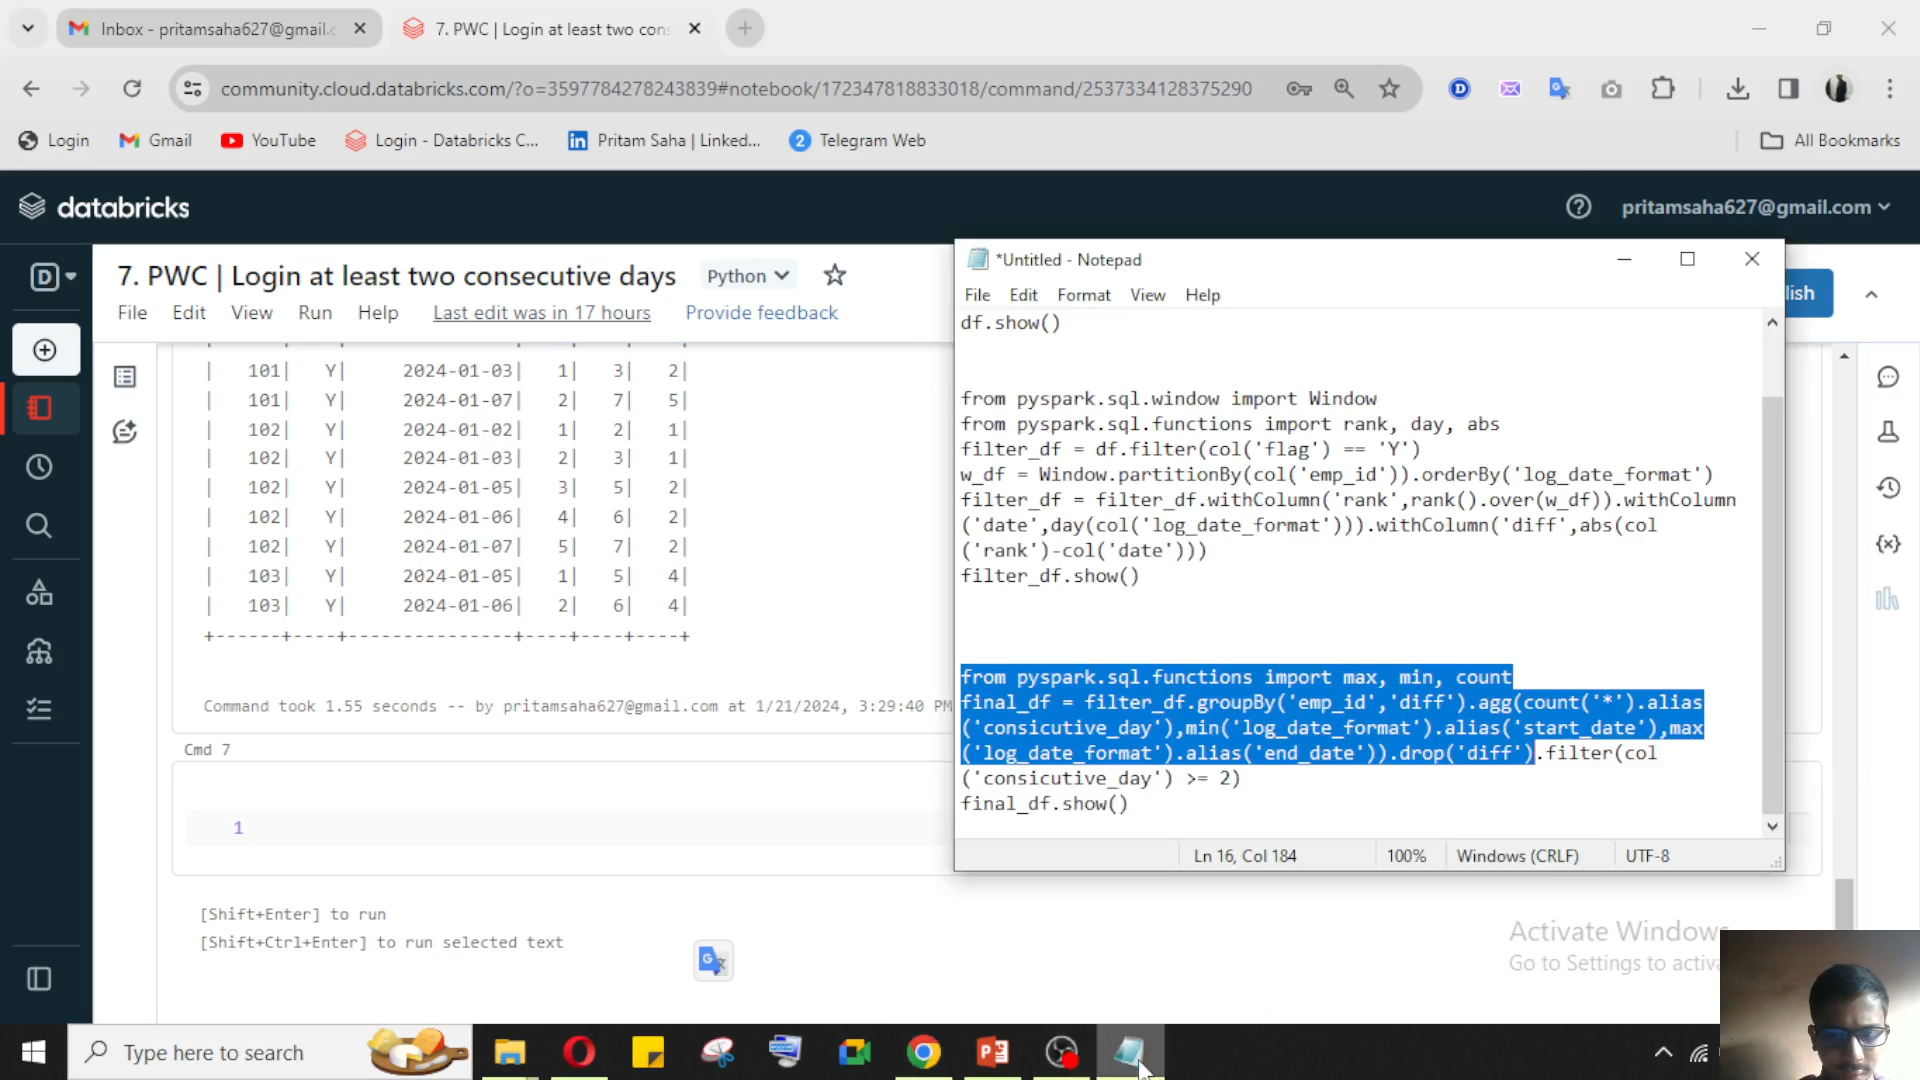 Inbox - pritamsaha627@gmail.c
7. PWC | Login at least two cons
community.cloud.databricks.com/?o=3597784278243839#notebook/172347818833018/command/2537334128375290
Login
Gmail
YouTube
Login - Databricks C...
Pritam Saha | Linked...
2
Telegram Web
All Bookmarks
databricks
pritamsaha627@gmail.com
D
7. PWC | Login at least two consecutive days
Python
File Edit View Run Help Last edit was in 17 hours Provide feedback
lish
| 101| Y| 2024-01-03| 1| 3| 2|
| 101| Y| 2024-01-07| 2| 7| 5|
| 102| Y| 2024-01-02| 1| 2| 1|
| 102| Y| 2024-01-03| 2| 3| 1|
| 102| Y| 2024-01-05| 3| 5| 2|
| 102| Y| 2024-01-06| 4| 6| 2|
| 102| Y| 2024-01-07| 5| 7| 2|
| 103| Y| 2024-01-05| 1| 5| 4|
| 103| Y| 2024-01-06| 2| 6| 4|
+------+----+---------------+----+----+----+
Command took 1.55 seconds -- by pritamsaha627@gmail.com at 1/21/2024, 3:29:40 PM
Cmd 7
1
[Shift+Enter] to run
[Shift+Ctrl+Enter] to run selected text
*Untitled - Notepad
File Edit Format View Help
df.show()
from pyspark.sql.window import Window
from pyspark.sql.functions import rank, day, abs
filter_df = df.filter(col('flag') == 'Y')
w_df = Window.partitionBy(col('emp_id')).orderBy('log_date_format')
filter_df = filter_df.withColumn('rank',rank().over(w_df)).withColumn
('date',day(col('log_date_format'))).withColumn('diff',abs(col
('rank')-col('date')))
filter_df.show()
from pyspark.sql.functions import max, min, count
final_df = filter_df.groupBy('emp_id','diff').agg(count('*').alias
('consicutive_day'),min('log_date_format').alias('start_date'),max
('log_date_format').alias('end_date')).drop('diff').filter(col
('consicutive_day') >= 2)
final_df.show()
Ln 16, Col 184
100%
Windows (CRLF)
UTF-8
Activate Windows
Go to Settings to activa
Type here to search